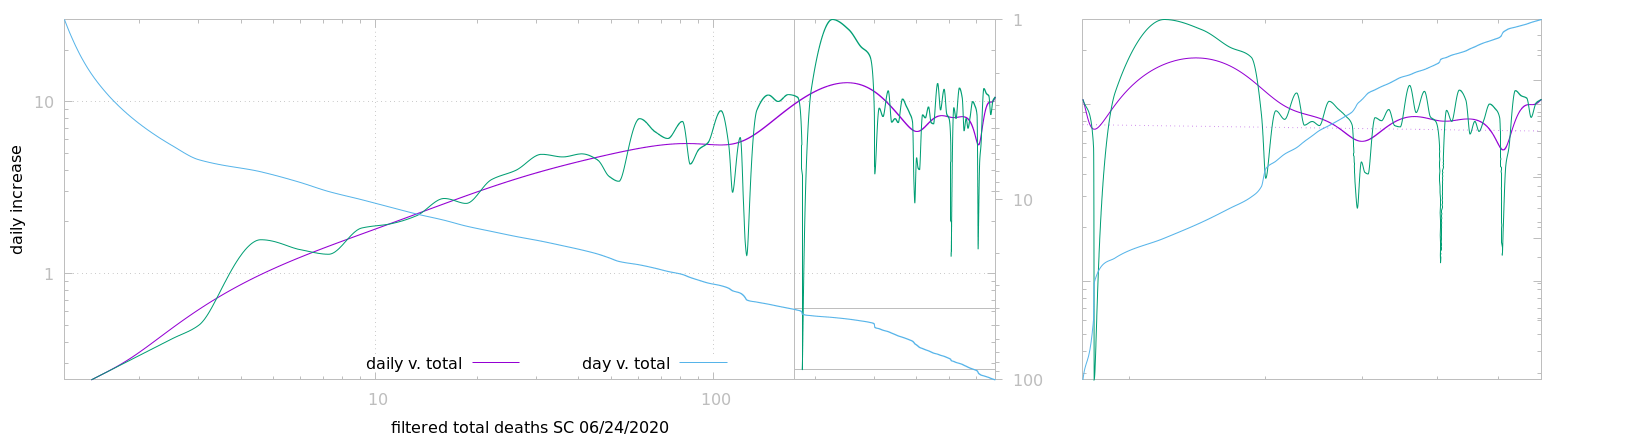 1
10
daily increase
10
1
daily v. total
day v. total
100
10
100
filtered total deaths SC 06/24/2020